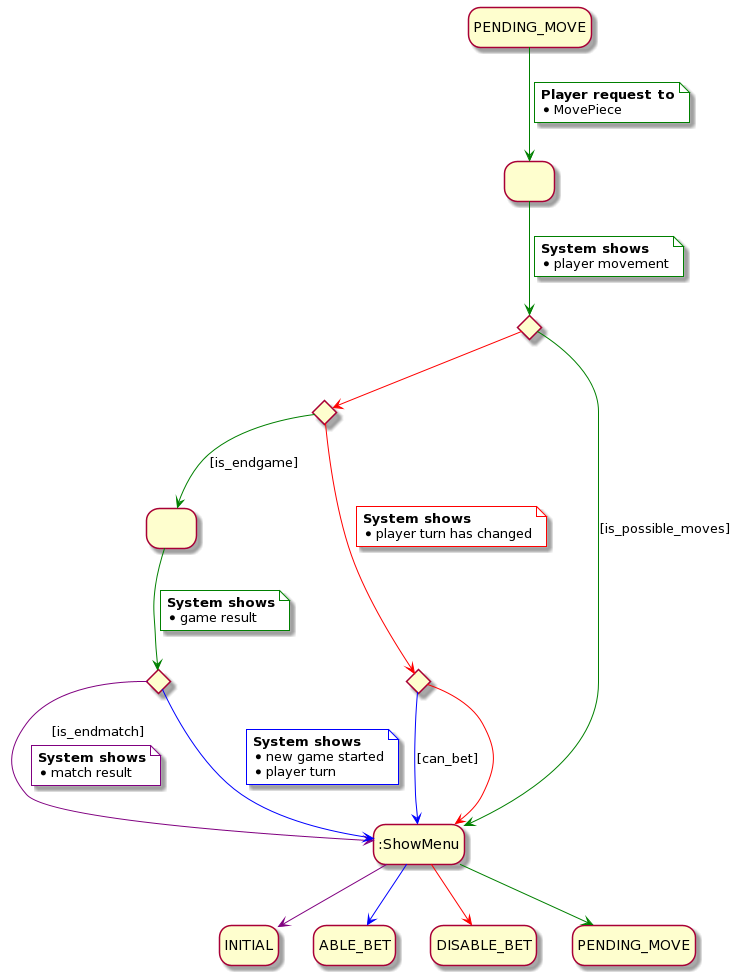 PENDING_MOVE
Player request to
• MovePiece
System shows
• player movement
[is_endgame]
System shows
• player turn has changed
[is_possible_moves]
System shows
• game result
[is_endmatch]
System shows
• match result
System shows
• new game started
• player turn
[can_bet]
:ShowMenu
INITIAL
ABLE_BET
DISABLE_BET
PENDING_MOVE